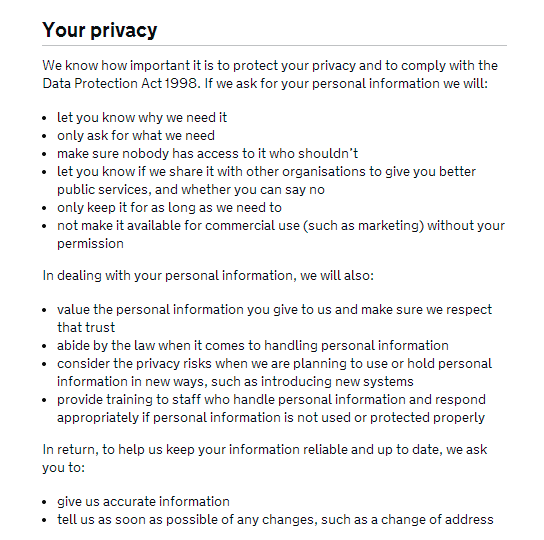 Your privacy
We know how important it is to protect your privacy and to comply with the
Data Protection Act 1998. If we ask for your personal information we will:
• let you know why we need it
• only ask for what we need
• make sure nobody has access to it who shouldn't
• let you know if we share it with other organisations to give you better
public services, and whether you can say no
• only keep it for as long as we need to
• not make it available for commercial use (such as marketing) without your
permission
In dealing with your personal information, we will also:
• value the personal information you give to us and make sure we respect
that trust
• abide by the law when it comes to handling personal information
• consider the privacy risks when we are planning to use or hold personal
information in new ways, such as introducing new systems
• provide training to staff who handle personal information and respond
appropriately if personal information is not used or protected properly
In return, to help us keep your information reliable and up to date, we ask
you to:
• give us accurate information
• tell us as soon as possible of any changes, such as a change of address